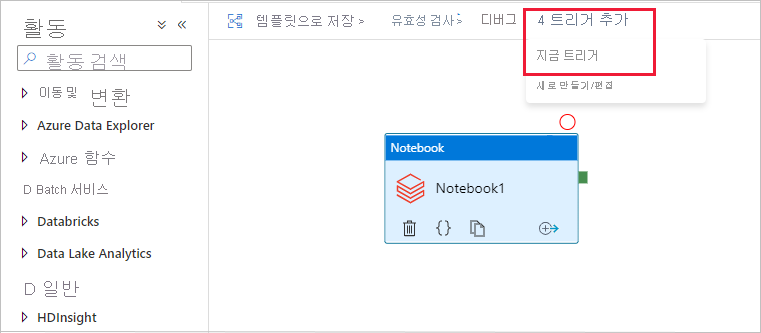 활동
활동 검색
이동 및 변환
Azure Data Explorer
Azure 함수
D Batch 서비스
Databricks
Data Lake Analytics
D 일반
HDInsight
템플릿으로 저장 > 유효성 검사 > 디버그 4 트리거 추가
지금 트리거
새로 만들기/편집
Notebook
Notebook1